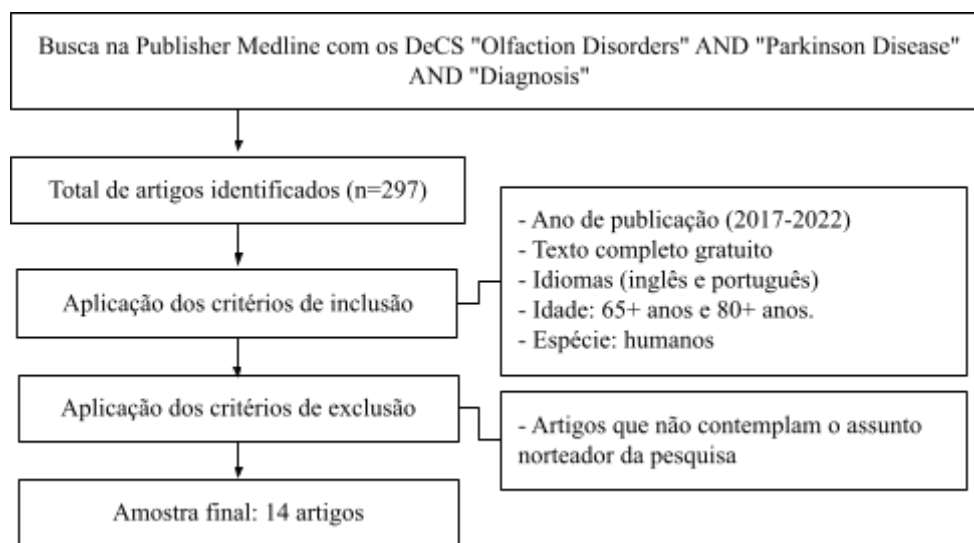 Busca na Publisher Medline com os DeCS "Olfaction Disorders" AND "Parkinson Disease"
AND "Diagnosis"
Total de artigos identificados (n=297)
Aplicação dos critérios de inclusão
- Ano de publicação (2017-2022)
- Texto completo gratuito
- Idiomas (inglês e português)
- Idade: 65+ anos e 80+ anos.
- Espécie: humanos
Aplicação dos critérios de exclusão
- Artigos que não contemplam o assunto
norteador da pesquisa
Amostra final: 14 artigos